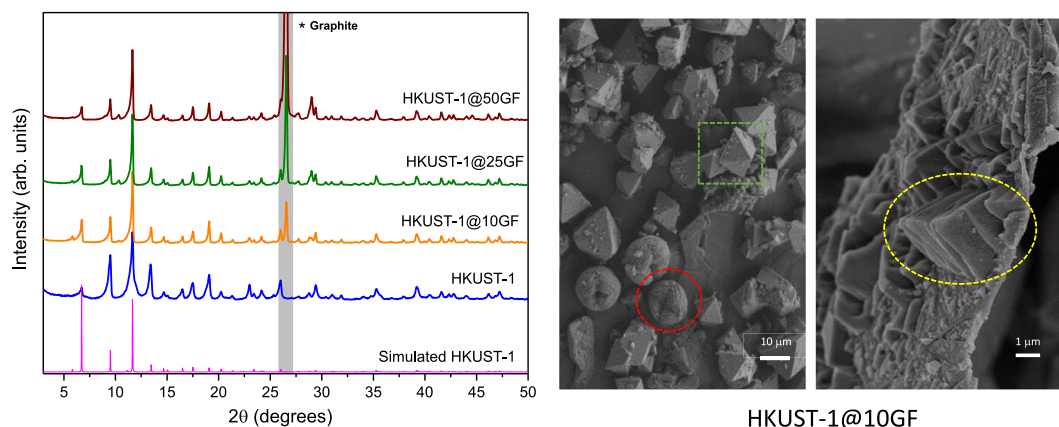 * Graphite
HKUST-1@50GF
HKUST-1@25GF
HKUST-1@10GF
HKUST-1
Simulated HKUST-1
Intensity (arb. units)
5 10 15 20 25 30 35 40 45 50
2θ (degrees)
10 μm
1 μm
HKUST-1@10GF